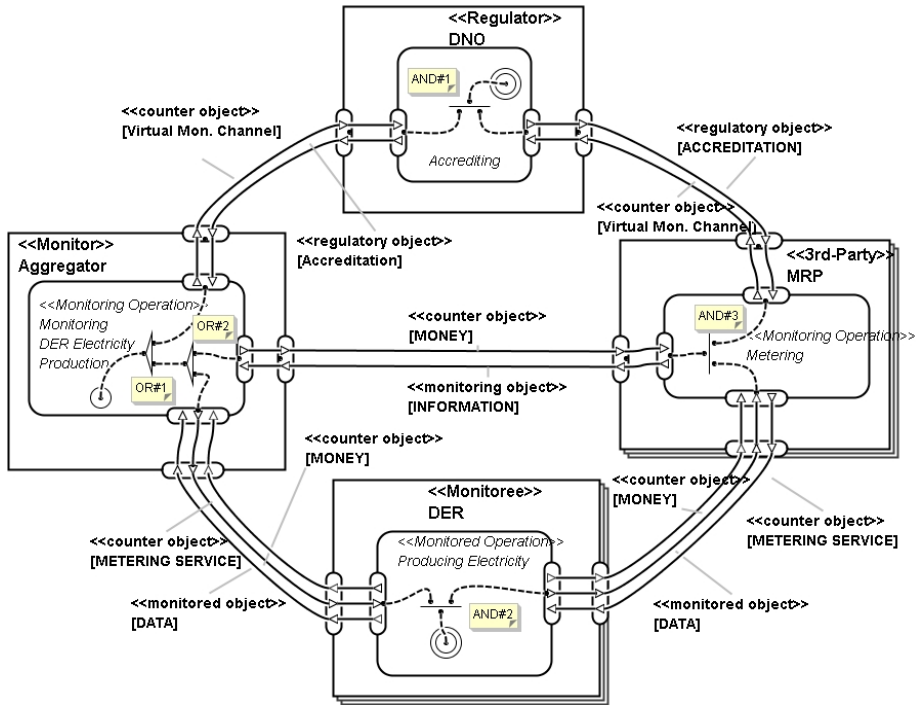 <<Regulator>>
DNO
AND#1
Accrediting
<<counter object>>
[Virtual Mon. Channel]
<<regulatory object>>
[ACCREDITATION]
<<counter object>>
[Virtual Mon. Channel]
<<regulatory object>>
[Accreditation]
<<Monitor>>
Aggregator
<<Monitoring Operation>>
Monitoring
DER Electricity
Production
OR#2
OR#1
<<3rd-Party>>
MRP
AND#3
<<Monitoring Operation>>
Metering
<<counter object>>
[MONEY]
<<monitoring object>>
[INFORMATION]
<<counter object>>
[MONEY]
<<counter object>>
[METERING SERVICE]
<<monitored object>>
[DATA]
<<Monitoree>>
DER
<<Monitored Operation>>
Producing Electricity
AND#2
<<counter object>>
[MONEY]
<<counter object>>
[METERING SERVICE]
<<monitored object>>
[DATA]